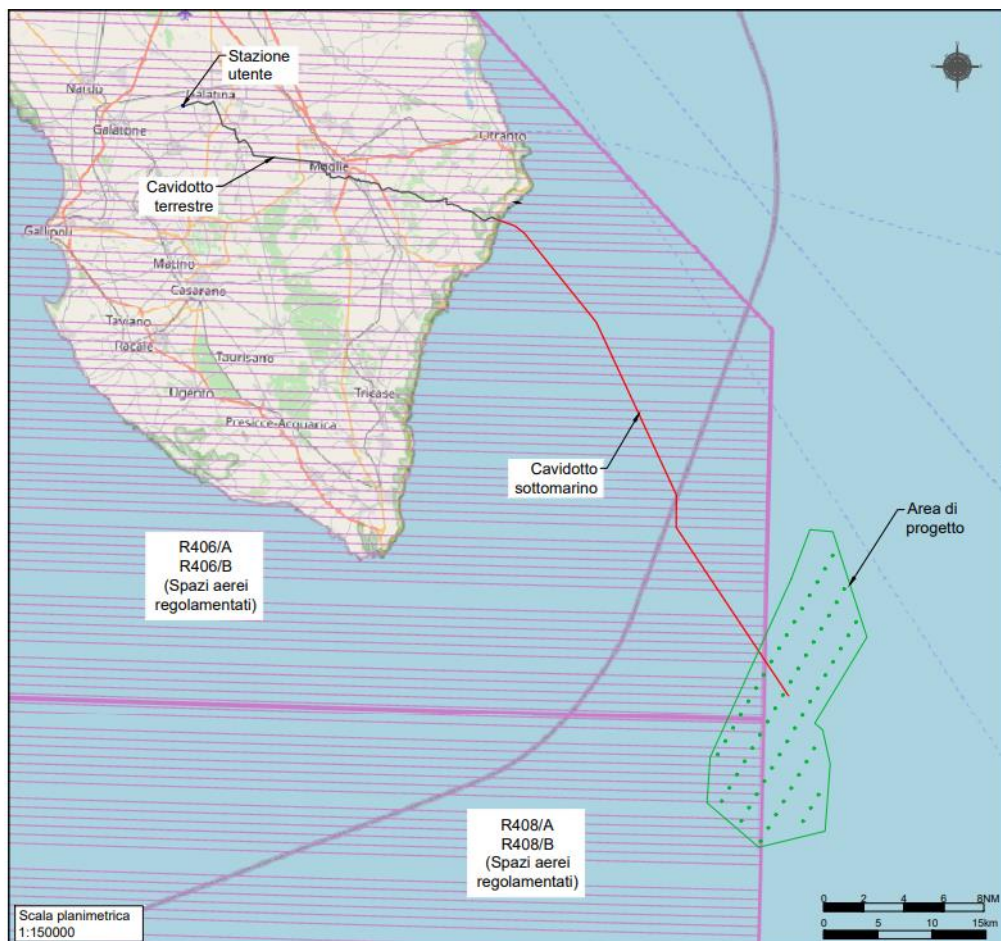 Stazione
utente
Nardò
Galatina
Galatone
Otranto
Maglie
Cavidotto
terrestre
Gallipoli
Matino
Casarano
Taviano
Racale
Taurisano
Ugento
Tricase
Presicce-Acquarica
Cavidotto
sottomarino
Area di
progetto
R406/A
R406/B
(Spazi aerei
regolamentati)
R408/A
R408/B
(Spazi aerei
regolamentati)
Scala planimetrica
1:150000
0 2 4 6 8NM
0 5 10 15km